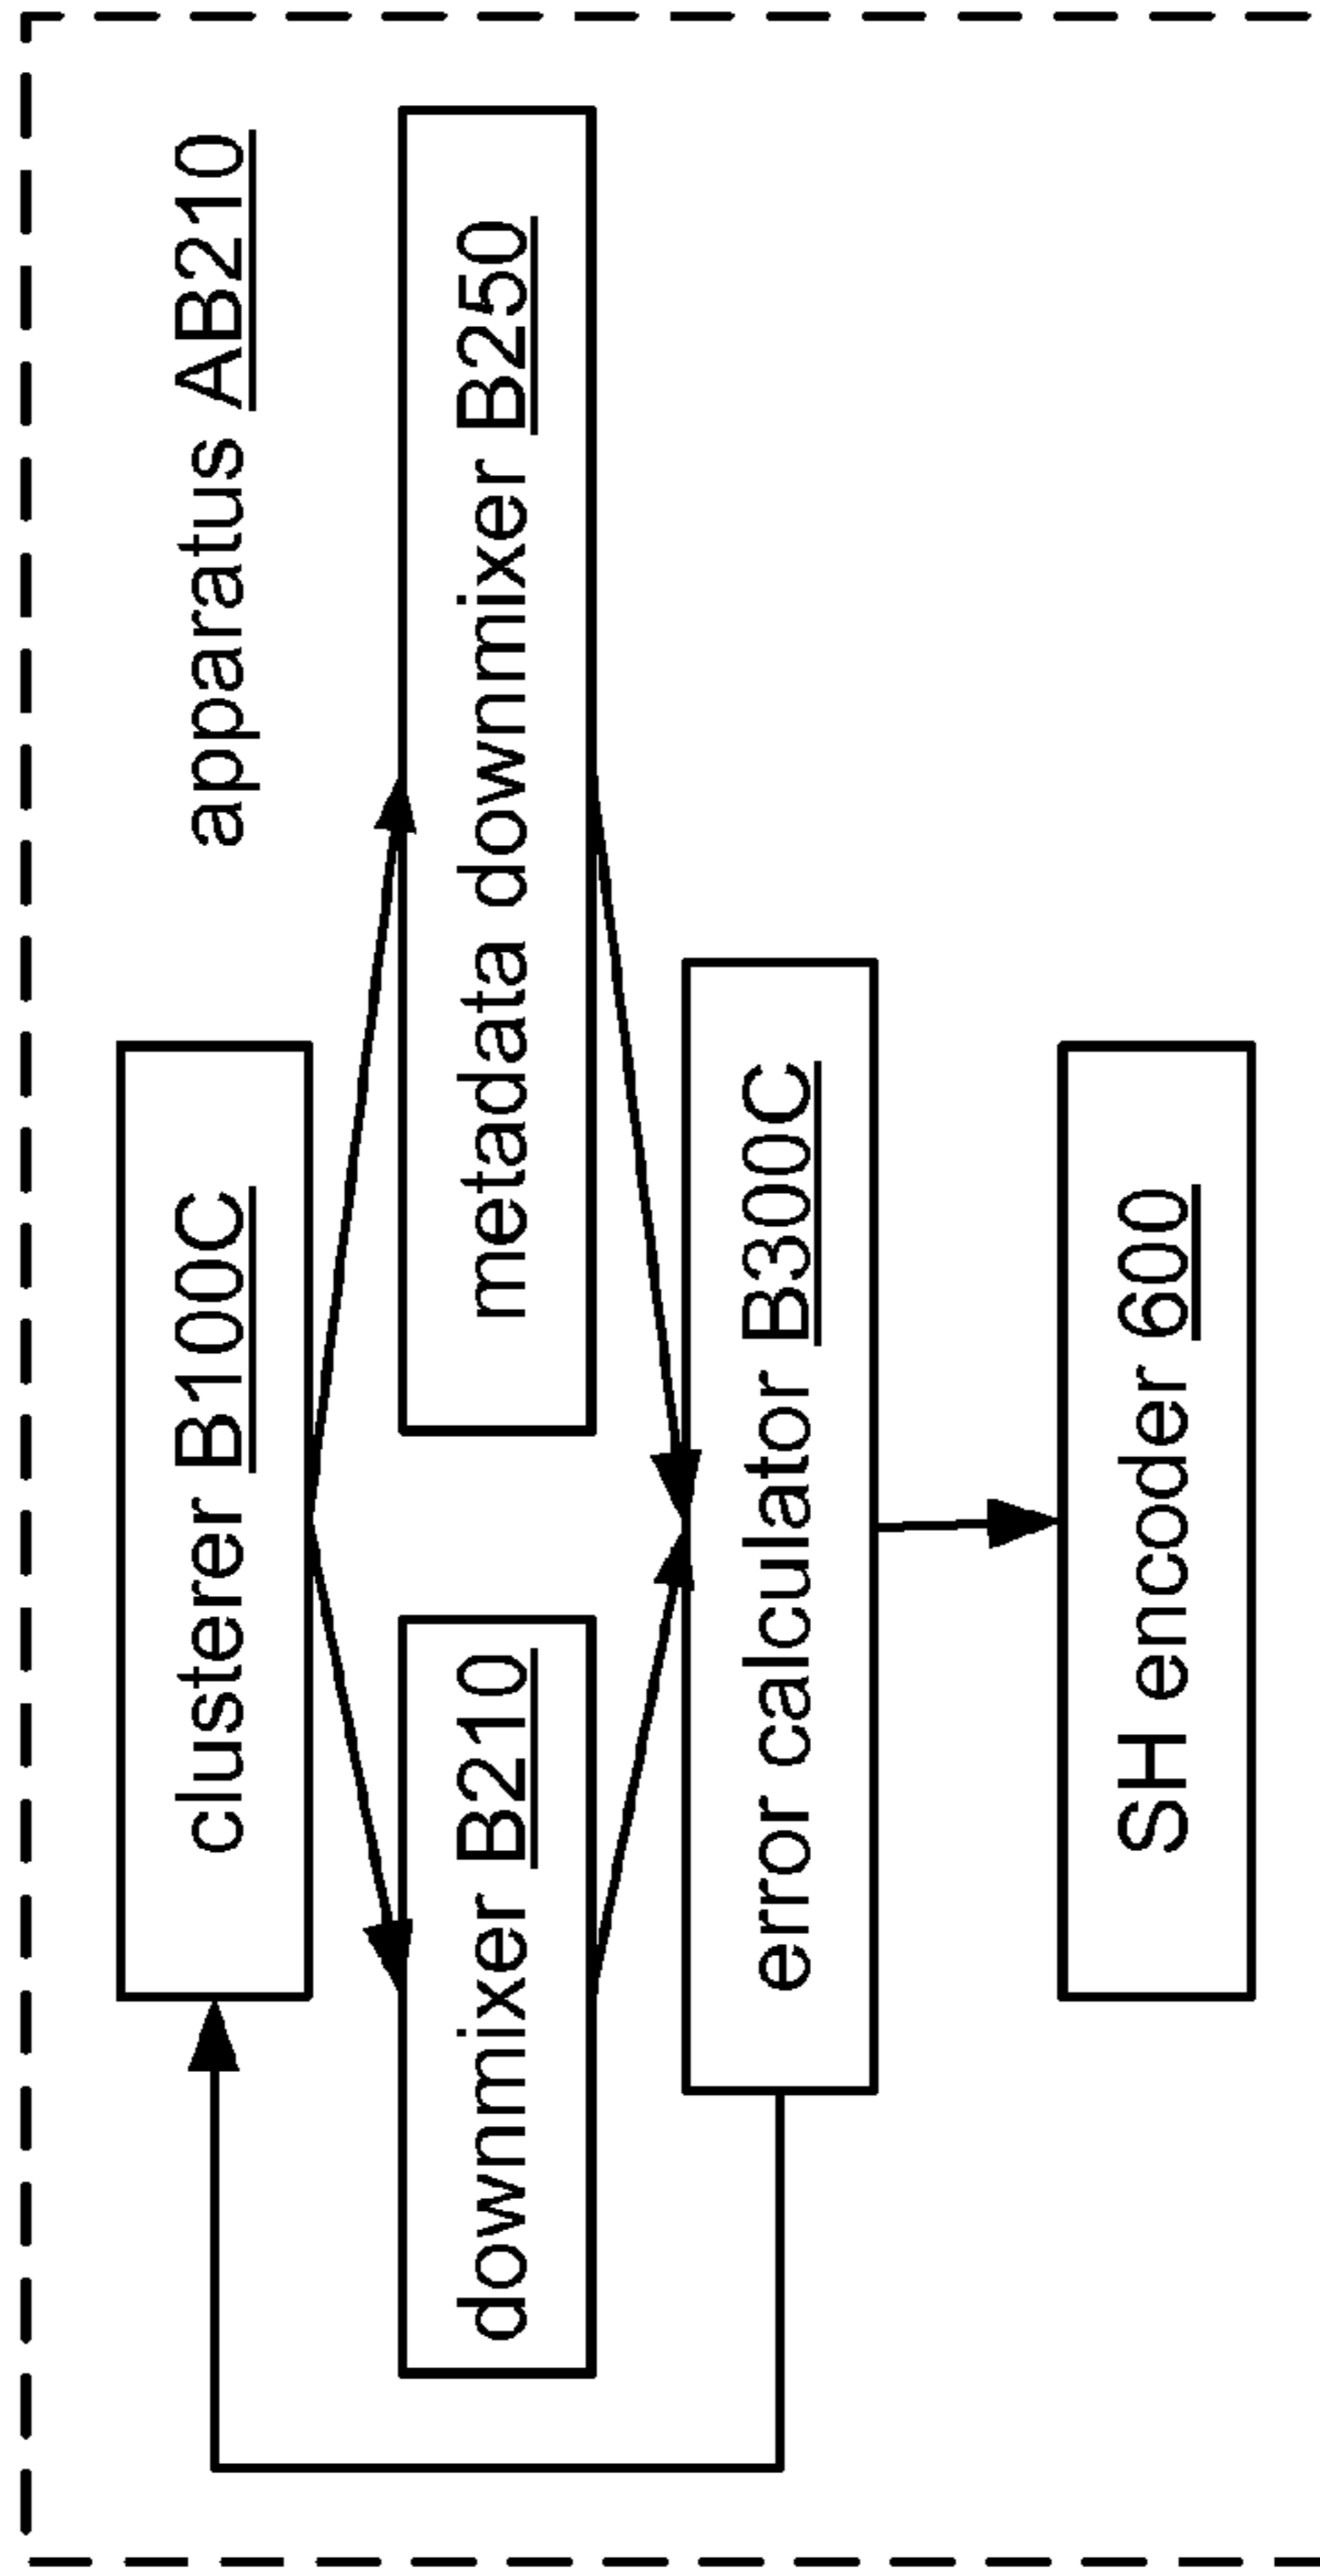 apparatus AB210
clusterer B100C
downmixer B210
metadata downmixer B250
error calculator B300C
SH encoder 600